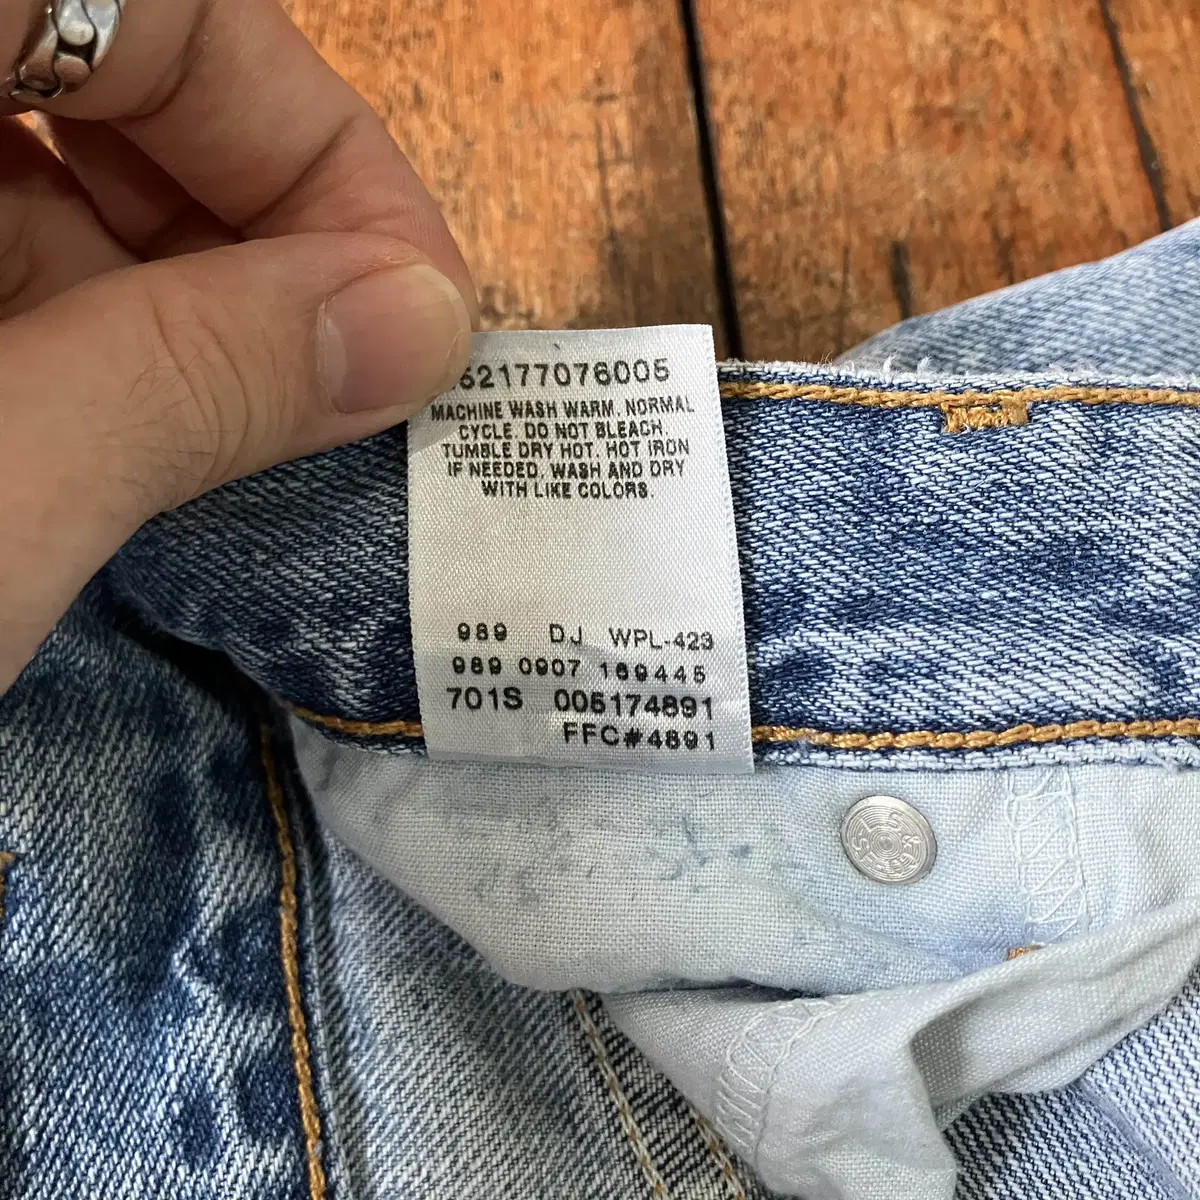 52177076005
MACHINE WASH WARM. NORMAL
CYCLE. DO NOT BLEACH.
TUMBLE DRY HOT. HOT IRON
IF NEEDED. WASH AND DRY
WITH LIKE COLORS.
989 DJ WPL-423
989 0907 169445
701S 005174891
FFC#4891